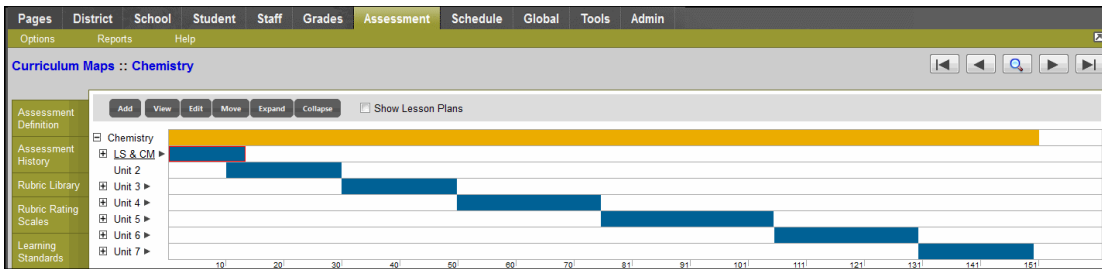 Pages District School Student Staff Grades Assessment Schedule Global Tools Admin
Options Reports Help
Curriculum Maps :: Chemistry
Add View Edit Move Expand Collapse Show Lesson Plans
Assessment
Definition
Assessment
History
Rubric Library
Rubric Rating
Scales
Learning
Standards
Chemistry
LS & CM
Unit 2
Unit 3
Unit 4
Unit 5
Unit 6
Unit 7
10 20 30 40 50 60 70 81 91 101 111 121 131 141 151